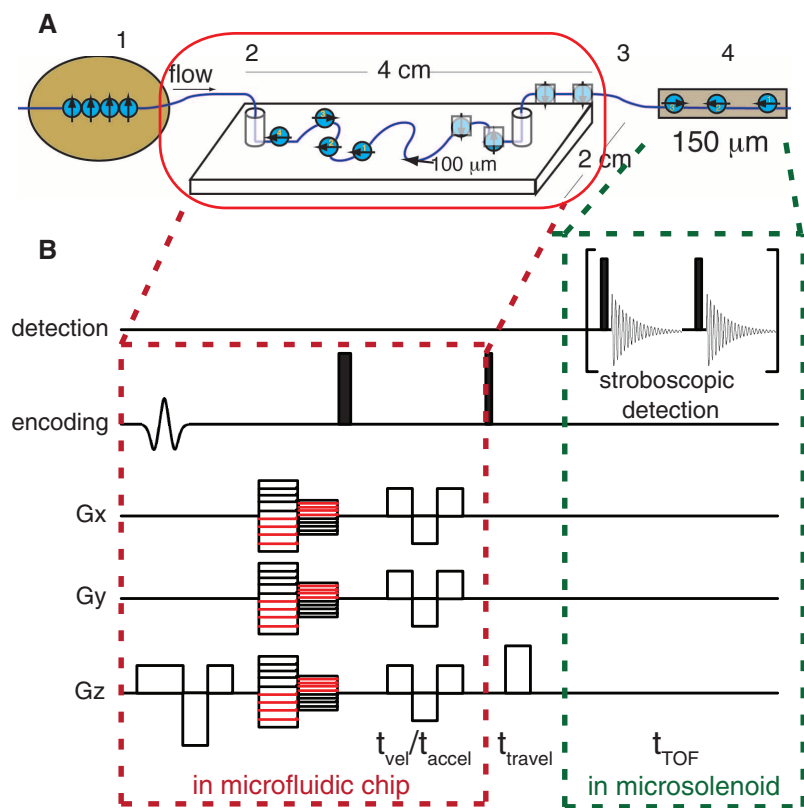 A
1
2
3
4
flow
4 cm
100 μm
2 cm
150 μm
B
detection
stroboscopic
detection
encoding
Gx
Gy
Gz
t_vel/t_accel
t_travel
t_TOF
in microfluidic chip
in microsolenoid